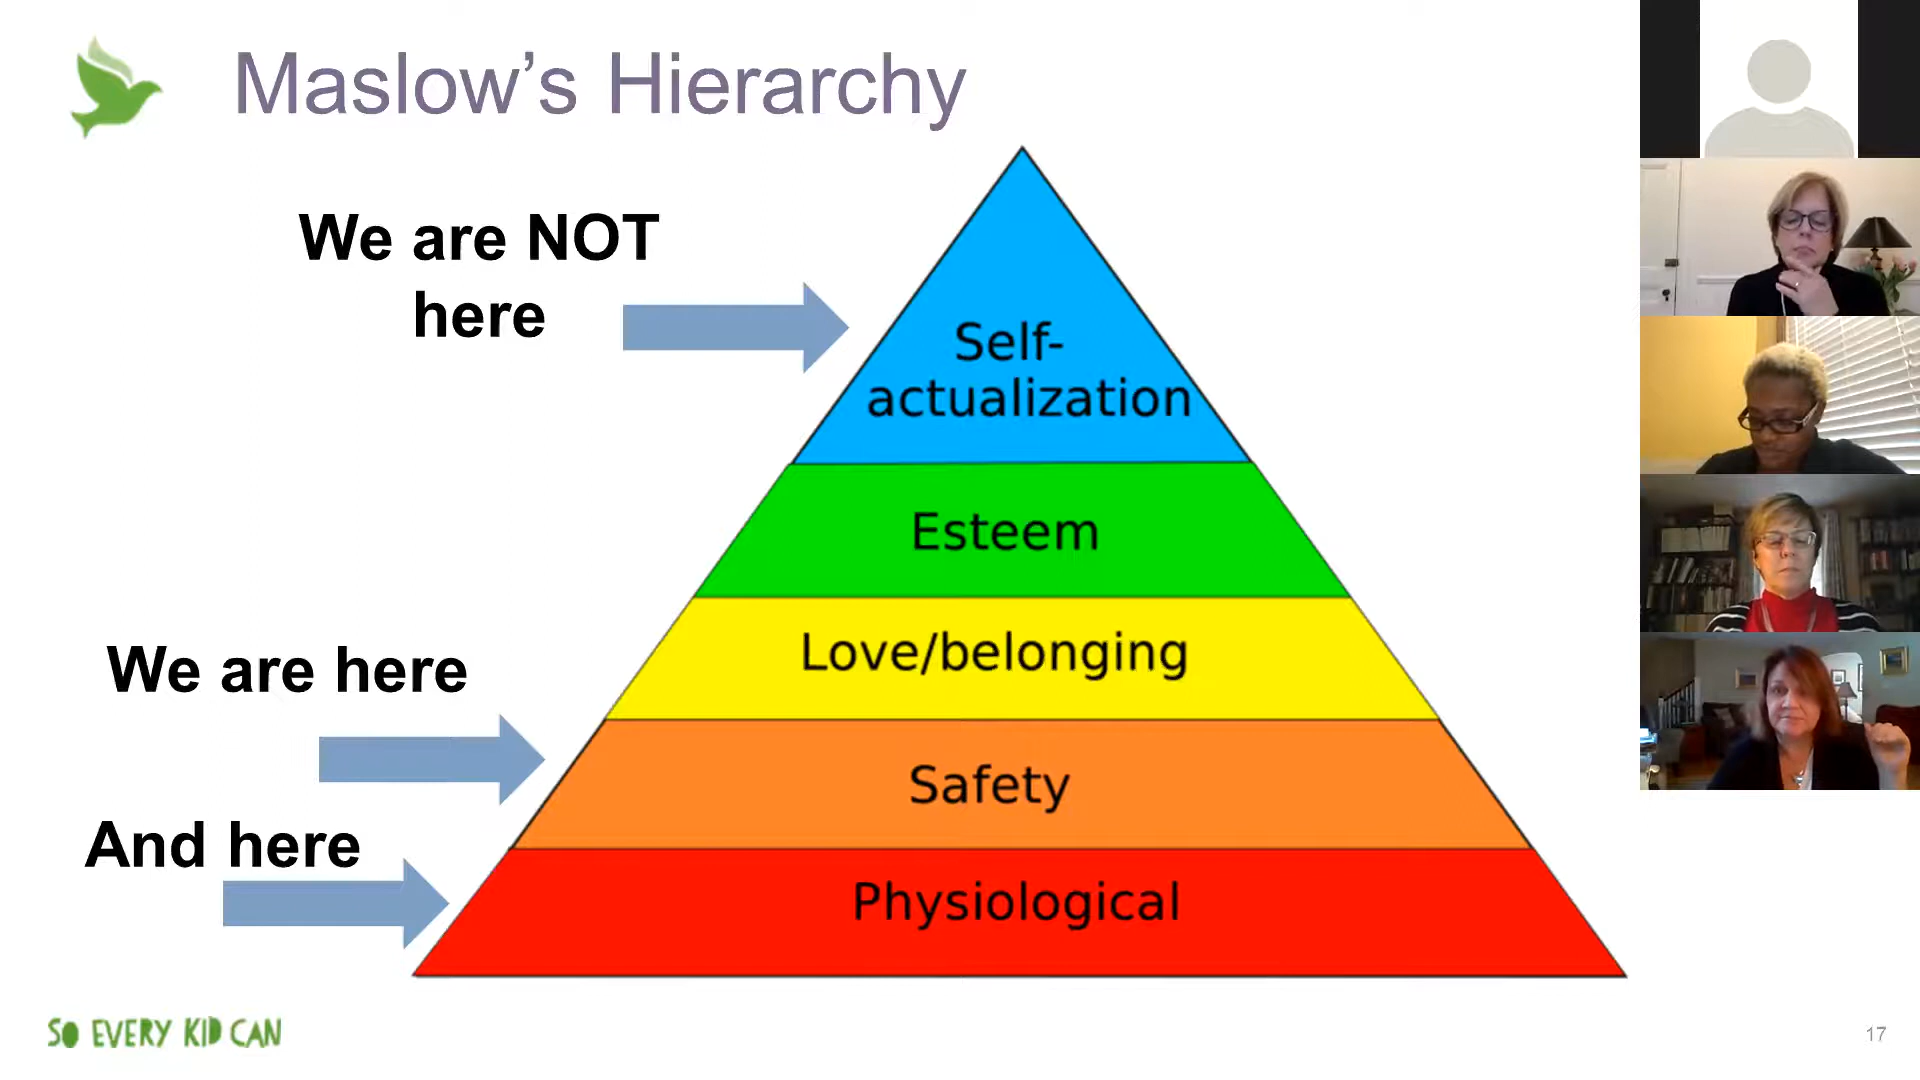 Maslow’s Hierarchy
We are NOT
here
Self-
actualization
Esteem
Love/belonging
We are here
Safety
And here
Physiological
SO EVERY KID CAN
17